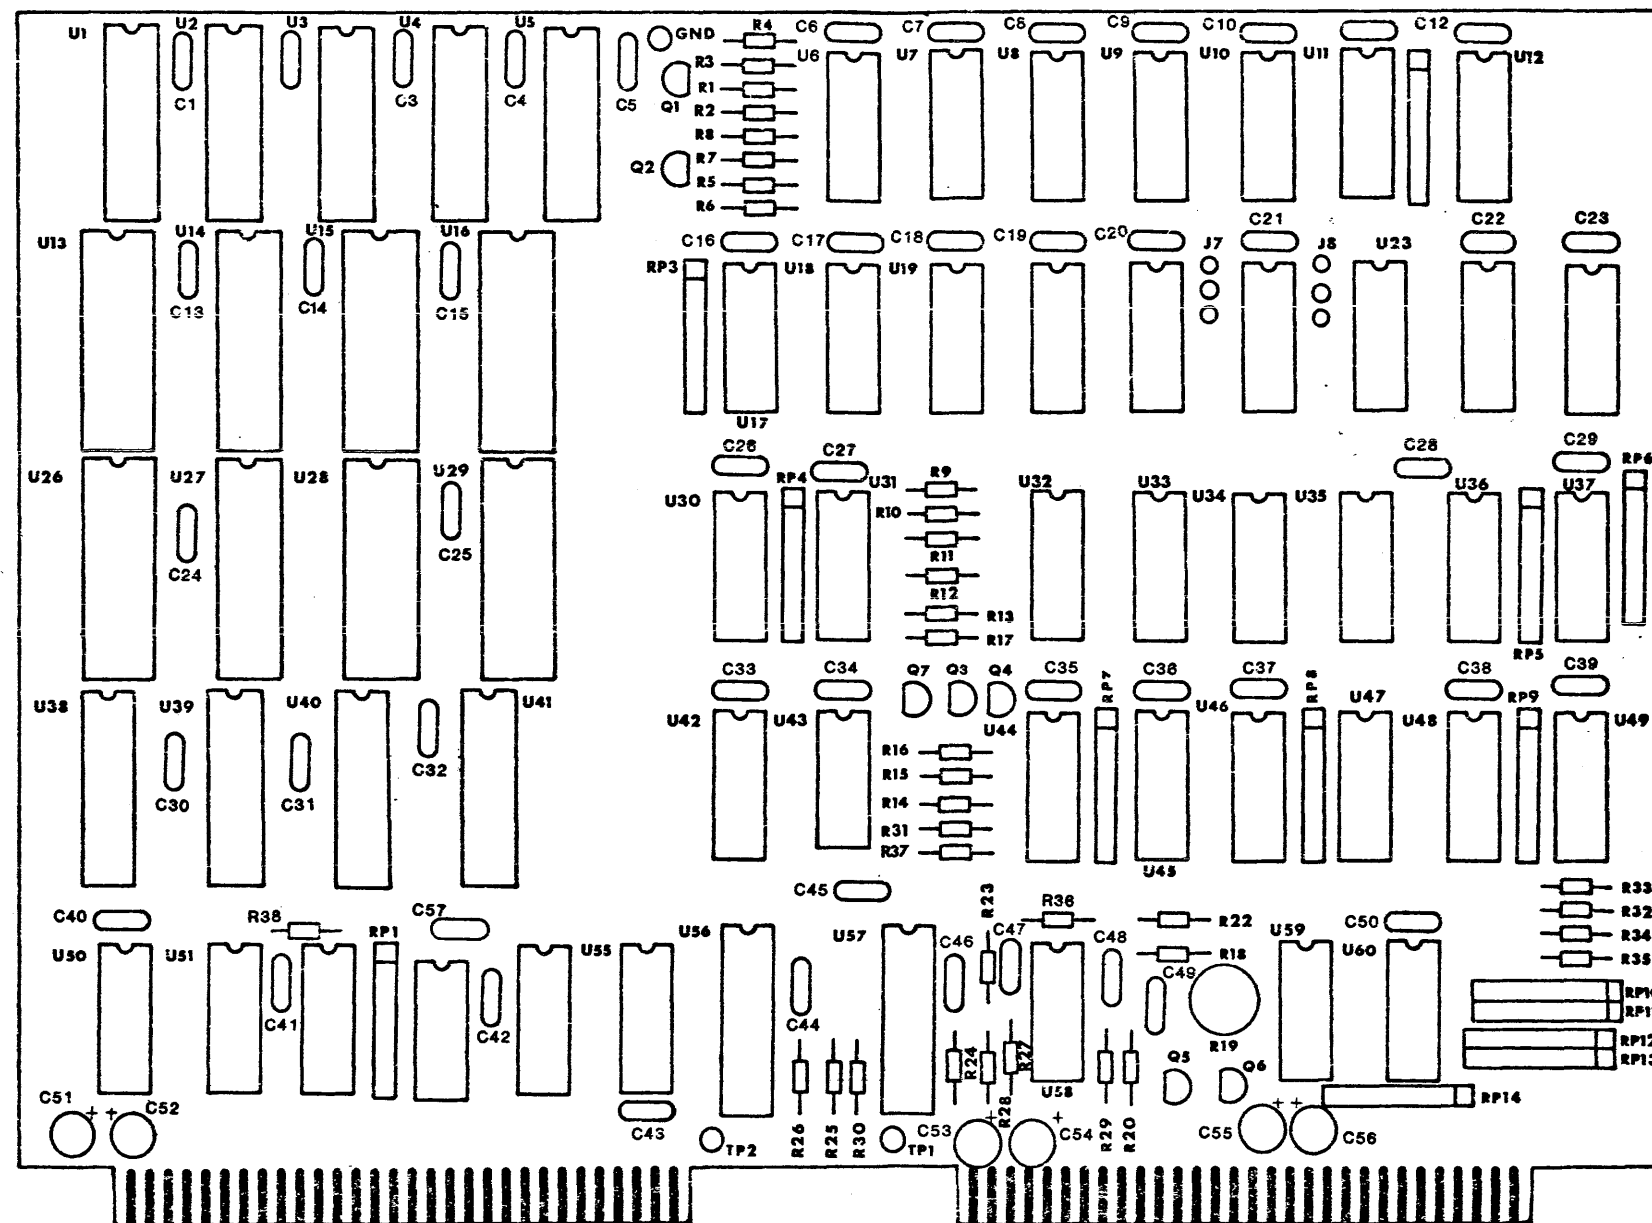 U1 U2 U3 U4 U5 GND R4 C6 C7 C8 C9 C10 C12
R3 U6 U7 U8 U9 U10 U11 U12
C1 C3 C4 C5 Q1 R1
R2
R8
Q2 R7
R5
R6
U13 U14 U15 U16 C16 C17 C18 C19 C20 J7 C21 J8 U23 C22 C23
RP3 U18 U19
C13 C14 C15
U17
U26 U27 U28 U29 C26 C27 C28 C29 RP6
RP4 U30 U31 R9 U32 U33 U34 U35 U36 U37
R10
C24 C25 R11
R12
R13
R17
RP5
C33 C34 Q7 Q3 Q4 C35 RP7 C36 C37 RP8 C38 RP9 C39
U38 U39 U40 U41 U42 U43 U44 U46 U47 U48 U49
C30 C31 C32 R16
R15
R14
R31
R37
U45
C45 R33
C40 R38 C57 R23 R36 R22 C50 R32
RP1 U56 U57 U59 R34
U50 U51 U55 C46 C47 C48 R18 U60 R35
C49
C41 C42 C44 RP1
RP1
R19 RP12
R24 R27 Q5 Q6 RP13
U58 RP14
C51 + + C52 C43 R28 + +
TP2 R26 R25 R30 TP1 C53 C54 R29 R20 C55 + + C56